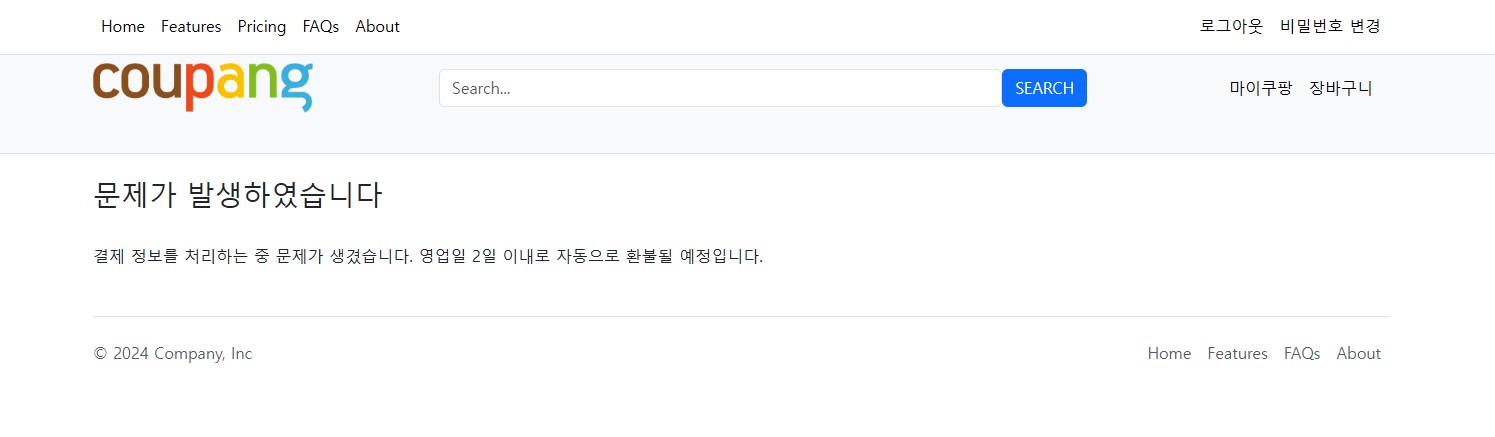 Home Features Pricing FAQs About 로그아웃 비밀번호 변경
coupang Search... SEARCH 마이쿠팡 장바구니
문제가 발생하였습니다
결제 정보를 처리하는 중 문제가 생겼습니다. 영업일 2일 이내로 자동으로 환불될 예정입니다.
© 2024 Company, Inc Home Features FAQs About